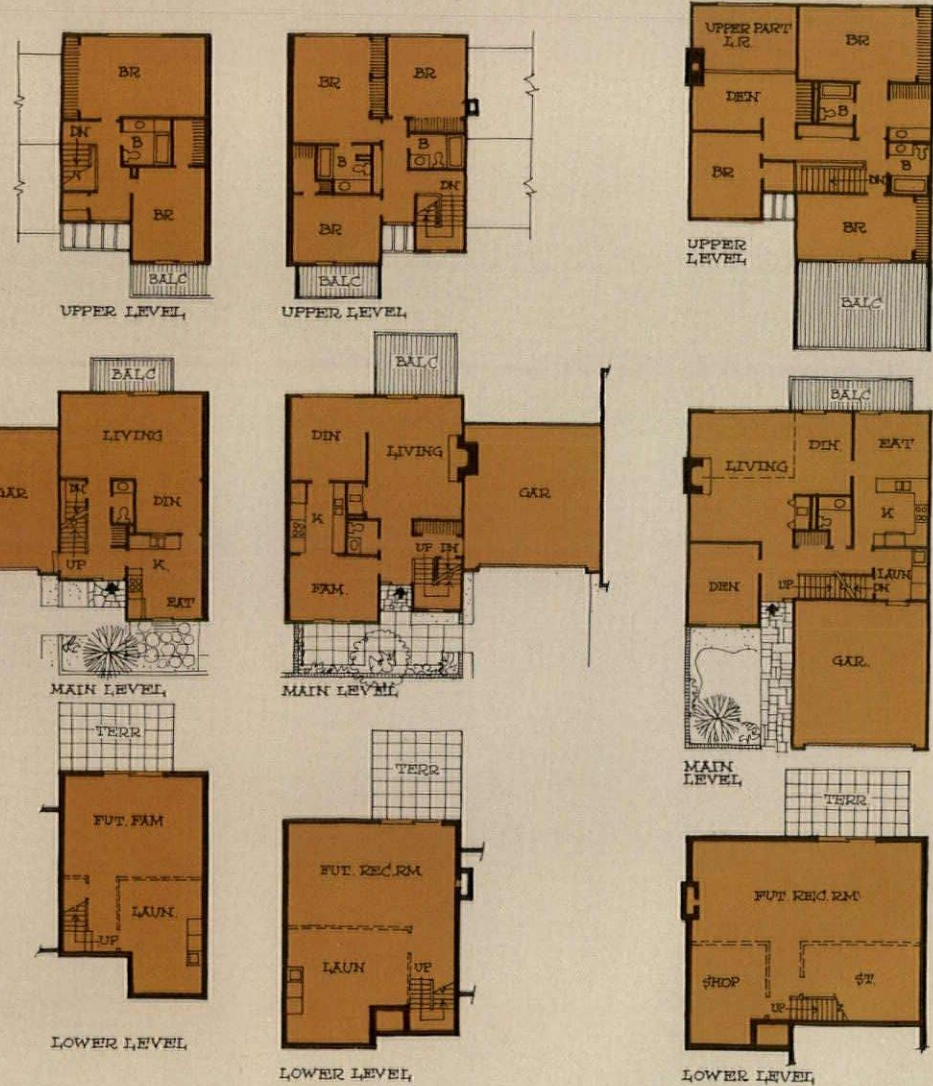 BR
DN
B
BR
BALC
UPPER LEVEL
BR
BR
B
B
DN
BR
BALC
UPPER LEVEL
UPPER PART
L.R.
BR
DEN
B
BR
B
DN
BR
UPPER
LEVEL
BALC
BALC
LIVING
GAR
DN
DIN
UP
K.
EAT
MAIN LEVEL
BALC
DIN
LIVING
GAR
K
UP DN
FAM.
MAIN LEVEL
BALC
LIVING
DIN
EAT
K
DEN
UP
LAUN
DN
GAR.
MAIN
LEVEL
TERR
FUT. FAM
LAUN.
UP
LOWER LEVEL
TERR
FUT. REC. RM
LAUN
UP
LOWER LEVEL
TERR
FUT. REC. RM
SHOP
ST.
UP
LOWER LEVEL